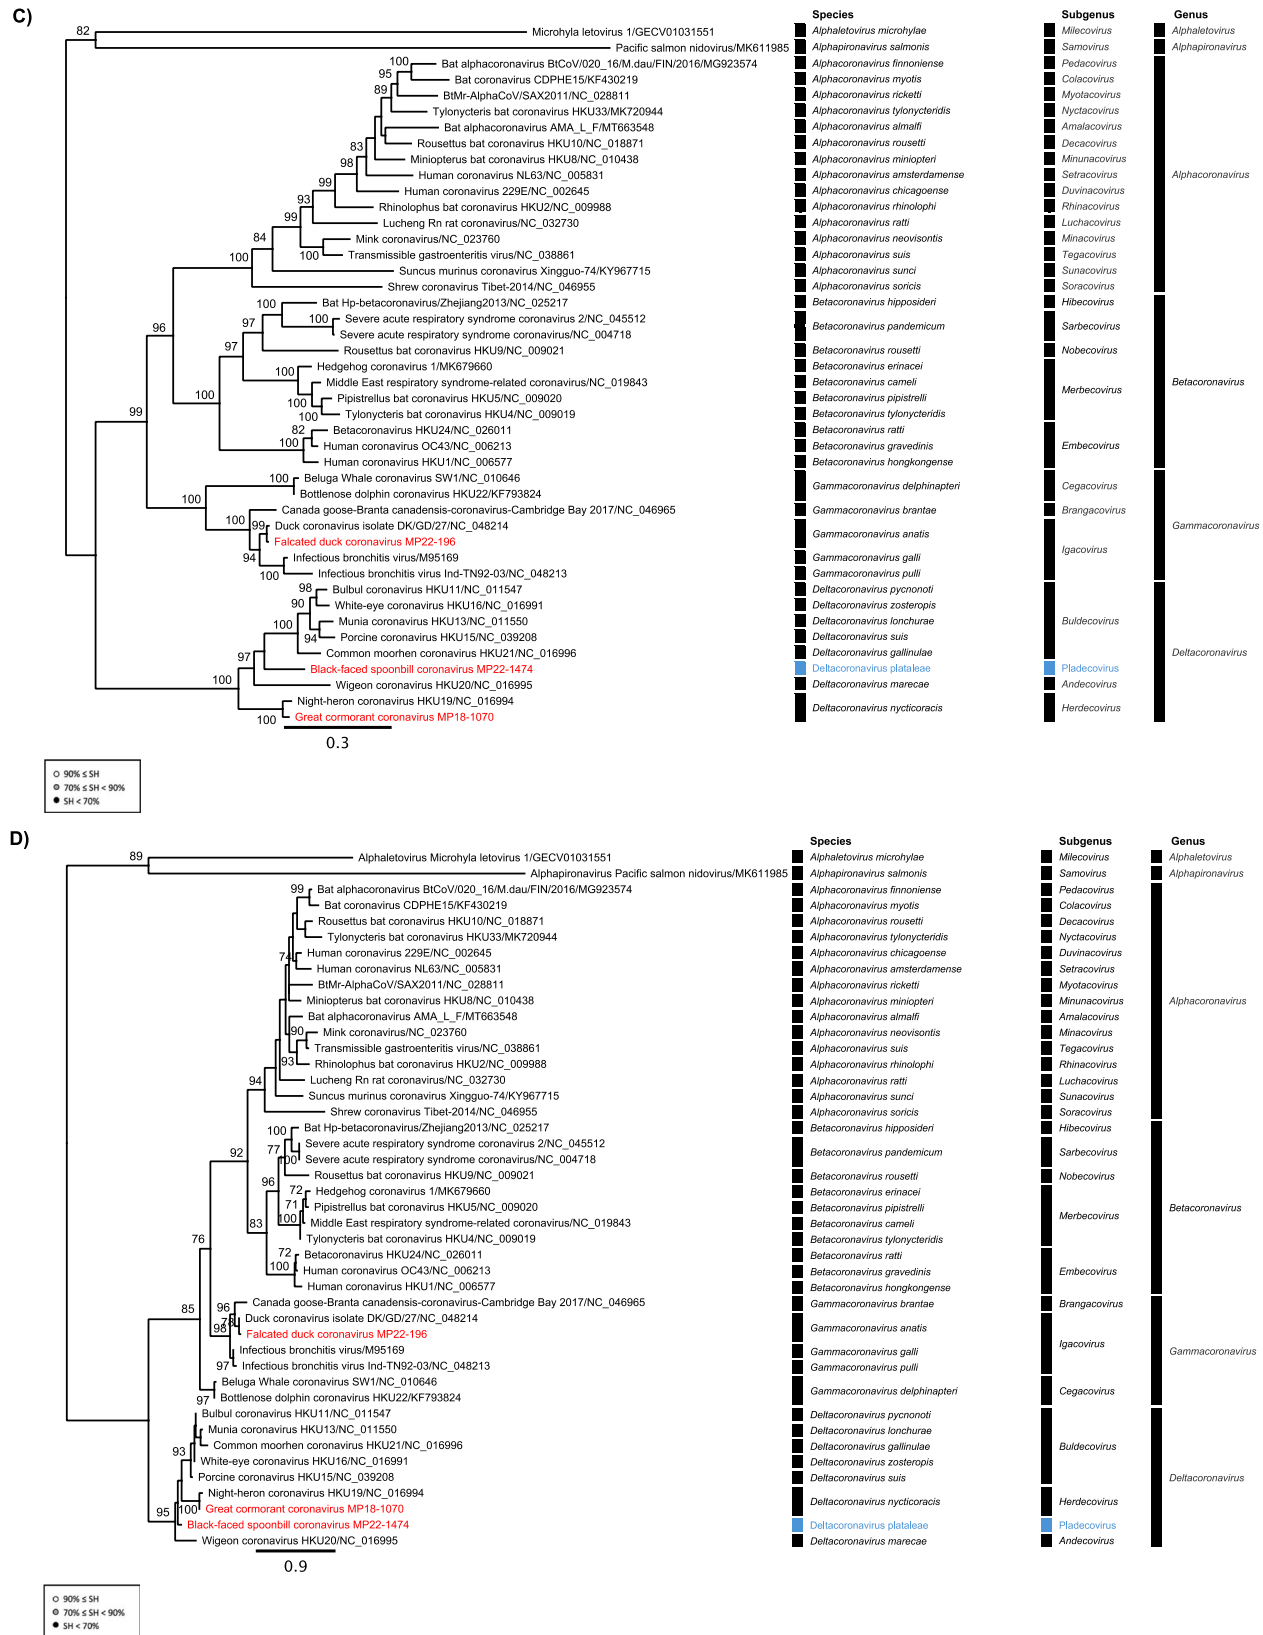 C)
Species Subgenus Genus
82 Microhyla letovirus 1/GECV01031551 Alphaletovirus microhylae Milecovirus Alphaletovirus
Pacific salmon nidovirus/MK611985 Alphapironavirus salmonis Samovirus Alphapironavirus
100 Bat alphacoronavirus BtCoV/020_16/M.dau/FIN/2016/MG923574 Alphacoronavirus finnoniense Pedacovirus
95 Bat coronavirus CDPHE15/KF430219 Alphacoronavirus myotis Colacovirus
89 BtMr-AlphaCoV/SAX2011/NC_028811 Alphacoronavirus ricketti Myotacovirus
Tylonycteris bat coronavirus HKU33/MK720944 Alphacoronavirus tylonycteridis Nyctacovirus
Bat alphacoronavirus AMA_L_F/MT663548 Alphacoronavirus almalfi Amalacovirus
Rousettus bat coronavirus HKU10/NC_018871 Alphacoronavirus rousetti Decacovirus
83 Miniopterus bat coronavirus HKU8/NC_010438 Alphacoronavirus miniopteri Minunacovirus
98 Human coronavirus NL63/NC_005831 Alphacoronavirus amsterdamense Setracovirus Alphacoronavirus
99 Human coronavirus 229E/NC_002645 Alphacoronavirus chicagoense Duvinacovirus
93 Rhinolophus bat coronavirus HKU2/NC_009988 Alphacoronavirus rhinolophi Rhinacovirus
99 Lucheng Rn rat coronavirus/NC_032730 Alphacoronavirus ratti Luchacovirus
84 Mink coronavirus/NC_023760 Alphacoronavirus neovisontis Minacovirus
100 100 Transmissible gastroenteritis virus/NC_038861 Alphacoronavirus suis Tegacovirus
Suncus murinus coronavirus Xingguo-74/KY967715 Alphacoronavirus sunci Sunacovirus
Shrew coronavirus Tibet-2014/NC_046955 Alphacoronavirus soricis Soracovirus
100 Bat Hp-betacoronavirus/Zhejiang2013/NC_025217 Betacoronavirus hipposideri Hibecovirus
97 100 Severe acute respiratory syndrome coronavirus 2/NC_045512
96 Betacoronavirus pandemicum Sarbecovirus
Severe acute respiratory syndrome coronavirus/NC_004718
97 Rousettus bat coronavirus HKU9/NC_009021 Betacoronavirus rousetti Nobecovirus
Hedgehog coronavirus 1/MK679660 Betacoronavirus erinacei
100 Middle East respiratory syndrome-related coronavirus/NC_019843 Betacoronavirus cameli Merbecovirus Betacoronavirus
100 100 Pipistrellus bat coronavirus HKU5/NC_009020 Betacoronavirus pipistrelli
99 100 Tylonycteris bat coronavirus HKU4/NC_009019 Betacoronavirus tylonycteridis
82 Betacoronavirus HKU24/NC_026011 Betacoronavirus ratti
100 Human coronavirus OC43/NC_006213 Betacoronavirus gravedinis Embecovirus
Human coronavirus HKU1/NC_006577 Betacoronavirus hongkongense
100 Beluga Whale coronavirus SW1/NC_010646
Gammacoronavirus delphinapteri Cegacovirus
100 Bottlenose dolphin coronavirus HKU22/KF793824
100 Canada goose-Branta canadensis-coronavirus-Cambridge Bay 2017/NC_046965 Gammacoronavirus brantae Brangacovirus
99 Duck coronavirus isolate DK/GD/27/NC_048214 Gammacoronavirus
Gammacoronavirus anatis
Falcated duck coronavirus MP22-196
94 Infectious bronchitis virus/M95169 Gammacoronavirus galli Igacovirus
100 Infectious bronchitis virus Ind-TN92-03/NC_048213 Gammacoronavirus pulli
98 Bulbul coronavirus HKU11/NC_011547 Deltacoronavirus pycnonoti
90 White-eye coronavirus HKU16/NC_016991 Deltacoronavirus zosteropis
100 Munia coronavirus HKU13/NC_011550 Deltacoronavirus lonchurae Buldecovirus
94 Porcine coronavirus HKU15/NC_039208 Deltacoronavirus suis
97 Common moorhen coronavirus HKU21/NC_016996 Deltacoronavirus gallinulae Deltacoronavirus
Black-faced spoonbill coronavirus MP22-1474 Deltacoronavirus plataleae Pladecovirus
100 Wigeon coronavirus HKU20/NC_016995 Deltacoronavirus marecae Andecovirus
Night-heron coronavirus HKU19/NC_016994
Deltacoronavirus nycticoracis Herdecovirus
100 Great cormorant coronavirus MP18-1070
0.3
90% ≤ SH
70% ≤ SH < 90%
SH < 70%
D)
Species Subgenus Genus
89 Alphaletovirus Microhyla letovirus 1/GECV01031551 Alphaletovirus microhylae Milecovirus Alphaletovirus
Alphapironavirus Pacific salmon nidovirus/MK611985 Alphapironavirus salmonis Samovirus Alphapironavirus
99 Bat alphacoronavirus BtCoV/020_16/M.dau/FIN/2016/MG923574 Alphacoronavirus finnoniense Pedacovirus
Bat coronavirus CDPHE15/KF430219 Alphacoronavirus myotis Colacovirus
Rousettus bat coronavirus HKU10/NC_018871 Alphacoronavirus rousetti Decacovirus
Tylonycteris bat coronavirus HKU33/MK720944 Alphacoronavirus tylonycteridis Nyctacovirus
74 Human coronavirus 229E/NC_002645 Alphacoronavirus chicagoense Duvinacovirus
Human coronavirus NL63/NC_005831 Alphacoronavirus amsterdamense Setracovirus
BtMr-AlphaCoV/SAX2011/NC_028811 Alphacoronavirus ricketti Myotacovirus
Miniopterus bat coronavirus HKU8/NC_010438 Alphacoronavirus miniopteri Minunacovirus Alphacoronavirus
Bat alphacoronavirus AMA_L_F/MT663548 Alphacoronavirus almalfi Amalacovirus
90 Mink coronavirus/NC_023760 Alphacoronavirus neovisontis Minacovirus
Transmissible gastroenteritis virus/NC_038861 Alphacoronavirus suis Tegacovirus
93 Rhinolophus bat coronavirus HKU2/NC_009988 Alphacoronavirus rhinolophi Rhinacovirus
94 Lucheng Rn rat coronavirus/NC_032730 Alphacoronavirus ratti Luchacovirus
Suncus murinus coronavirus Xingguo-74/KY967715 Alphacoronavirus sunci Sunacovirus
Shrew coronavirus Tibet-2014/NC_046955 Alphacoronavirus soricis Soracovirus
100 Bat Hp-betacoronavirus/Zhejiang2013/NC_025217 Betacoronavirus hipposideri Hibecovirus
92 77 Severe acute respiratory syndrome coronavirus 2/NC_045512
Betacoronavirus pandemicum Sarbecovirus
100 Severe acute respiratory syndrome coronavirus/NC_004718
96 Rousettus bat coronavirus HKU9/NC_009021 Betacoronavirus rousetti Nobecovirus
72 Hedgehog coronavirus 1/MK679660 Betacoronavirus erinacei
71 Pipistrellus bat coronavirus HKU5/NC_009020 Betacoronavirus pipistrelli Merbecovirus Betacoronavirus
83 100 Middle East respiratory syndrome-related coronavirus/NC_019843 Betacoronavirus cameli
76 Tylonycteris bat coronavirus HKU4/NC_009019 Betacoronavirus tylonycteridis
72 Betacoronavirus HKU24/NC_026011 Betacoronavirus ratti
100 Human coronavirus OC43/NC_006213 Betacoronavirus gravedinis Embecovirus
Human coronavirus HKU1/NC_006577 Betacoronavirus hongkongense
85 96 Canada goose-Branta canadensis-coronavirus-Cambridge Bay 2017/NC_046965 Gammacoronavirus brantae Brangacovirus
78 Duck coronavirus isolate DK/GD/27/NC_048214
Gammacoronavirus anatis
98 Falcated duck coronavirus MP22-196
Infectious bronchitis virus/M95169 Gammacoronavirus galli Igacovirus Gammacoronavirus
97 Infectious bronchitis virus Ind-TN92-03/NC_048213 Gammacoronavirus pulli
Beluga Whale coronavirus SW1/NC_010646
Gammacoronavirus delphinapteri Cegacovirus
97 Bottlenose dolphin coronavirus HKU22/KF793824
Bulbul coronavirus HKU11/NC_011547 Deltacoronavirus pycnonoti
Munia coronavirus HKU13/NC_011550 Deltacoronavirus lonchurae
93 Common moorhen coronavirus HKU21/NC_016996 Deltacoronavirus gallinulae Buldecovirus
White-eye coronavirus HKU16/NC_016991 Deltacoronavirus zosteropis
Porcine coronavirus HKU15/NC_039208 Deltacoronavirus suis Deltacoronavirus
Night-heron coronavirus HKU19/NC_016994
Deltacoronavirus nycticoracis Herdecovirus
95 100 Great cormorant coronavirus MP18-1070
Black-faced spoonbill coronavirus MP22-1474 Deltacoronavirus plataleae Pladecovirus
Wigeon coronavirus HKU20/NC_016995 Deltacoronavirus marecae Andecovirus
0.9
90% ≤ SH
70% ≤ SH < 90%
SH < 70%